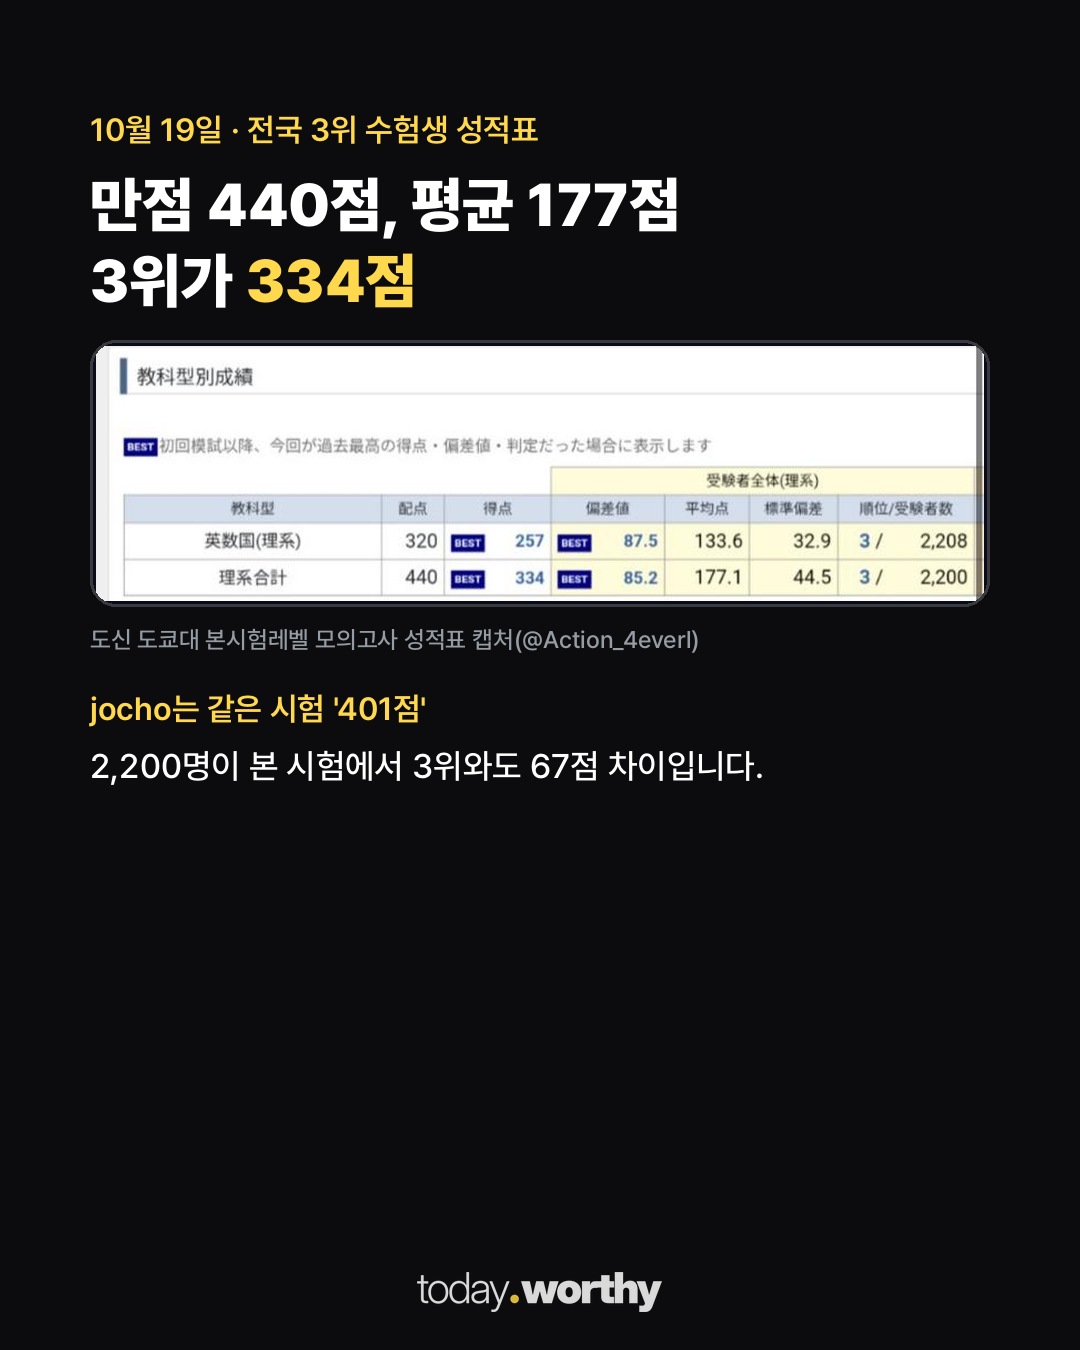 10월 19일 · 전국 3위 수험생 성적표
만점 440점, 평균 177점
3위가 334점
教科型別成績
BEST 初回模試以降、今回が過去最高の得点・偏差値・判定だった場合に表示します
受験者全体(理系)
教科型 配点 得点 偏差値 平均点 標準偏差 順位/受験者数
英数国(理系) 320 BEST 257 BEST 87.5 133.6 32.9 3 / 2,208
理系合計 440 BEST 334 BEST 85.2 177.1 44.5 3 / 2,200
도신 도쿄대 본시험레벨 모의고사 성적표 캡처(@Action_4everl)
jocho는 같은 시험 '401점'
2,200명이 본 시험에서 3위와도 67점 차이입니다.
today.worthy